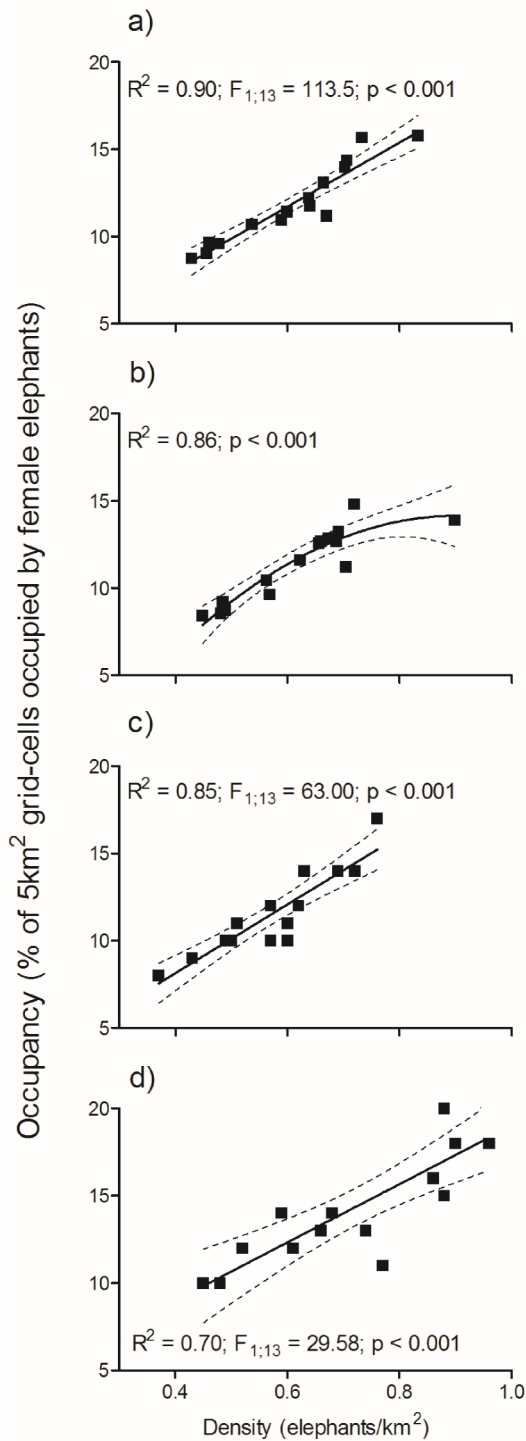 a)
20
R² = 0.90; F₁;₁₃ = 113.5; p < 0.001
15
10
5
b)
20
R² = 0.86; p < 0.001
15
10
5
Occupancy (% of 5km² grid-cells occupied by female elephants)
c)
20
R² = 0.85; F₁;₁₃ = 63.00; p < 0.001
15
10
5
d)
20
15
10
R² = 0.70; F₁;₁₃ = 29.58; p < 0.001
5
0.4 0.6 0.8 1.0
Density (elephants/km²)